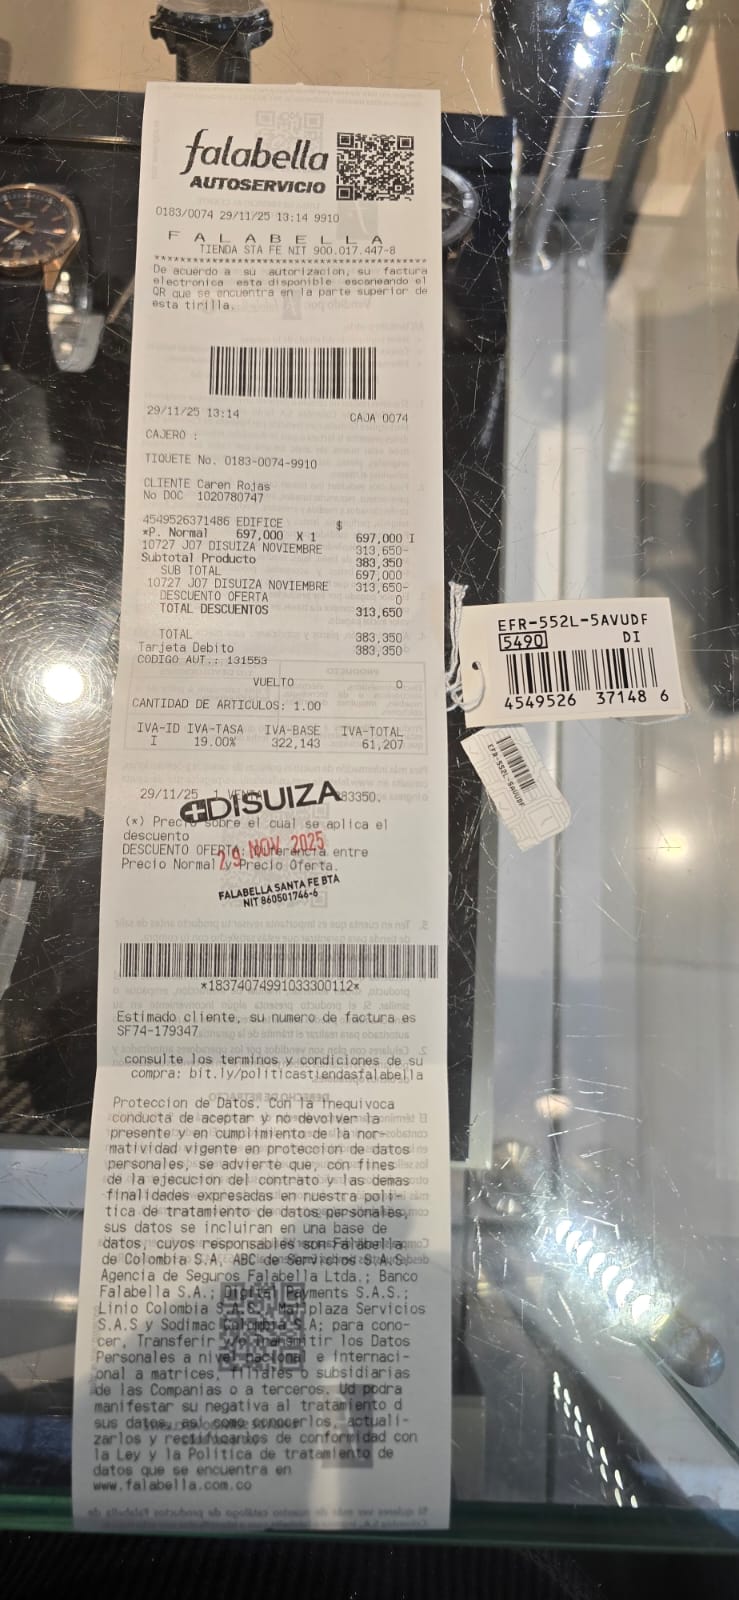 falabella
AUTOSERVICIO
0183/0074 29/11/25 13:14 9910
F A L A B E L L A
TIENDA STA FE NIT 900.017.447-8
****************************************
De acuerdo a su autorizacion, su factura
electronica esta disponible escaneando el
QR que se encuentra en la parte superior de
esta tirilla.
29/11/25 13:14 CAJA 0074
CAJERO :
TIQUETE No. 0183-0074-9910
CLIENTE Caren Rojas
No DOC 1020780747
4549526371486 EDIFICE $
*P. Normal 697,000 X 1 697,000 I
10727 J07 DISUIZA NOVIEMBRE 313,650-
Subtotal Producto 383,350
SUB TOTAL 697,000
10727 J07 DISUIZA NOVIEMBRE 313,650-
DESCUENTO OFERTA 0
TOTAL DESCUENTOS 313,650
TOTAL 383,350
Tarjeta Debito 383,350
CODIGO AUT.: 131553
VUELTO 0
CANTIDAD DE ARTICULOS: 1.00
IVA-ID IVA-TASA IVA-BASE IVA-TOTAL
I 19.00% 322,143 61,207
29/11/25 1 VENTA 383350.
DISUIZA
(*) Precio sobre el cual se aplica el
descuento
DESCUENTO OFERTA: Diferencia entre
Precio Normal y Precio Oferta.
29 NOV 2025
FALABELLA SANTA FE BTA
NIT 860501746-6
*18374074991033300112*
Estimado cliente, su numero de factura es
SF74-179347
consulte los terminos y condiciones de su
compra: bit.ly/politicastiendasfalabella
Proteccion de Datos. Con la inequivoca
conducta de aceptar y no devolver la
presente y en cumplimiento de la nor-
matividad vigente en proteccion de datos
personales, se advierte que, con fines
de la ejecucion del contrato y las demas
finalidades expresadas en nuestra poli-
tica de tratamiento de datos personales,
sus datos se incluiran en una base de
datos, cuyos responsables son Falabella
de Colombia S.A, ABC de Servicios S.A.S;
Agencia de Seguros Falabella Ltda.; Banco
Falabella S.A.; Digital Payments S.A.S.;
Linio Colombia S.A.S.; Mallplaza Servicios
S.A.S y Sodimac Colombia S.A; para cono-
cer, Transferir y/o Transmitir los Datos
Personales a nivel nacional e Internaci-
onal a matrices, filiales o subsidiarias
de las Companias o a terceros. Ud podra
manifestar su negativa al tratamiento d
sus datos, asi como conocerlos, actuali-
zarlos y rectificarlos de conformidad con
la Ley y la Politica de tratamiento de
datos que se encuentra en
www.falabella.com.co
EFR-552L-5AVUDF
5490 DI
4549526 37148 6
EFR-552L-5AVUDF